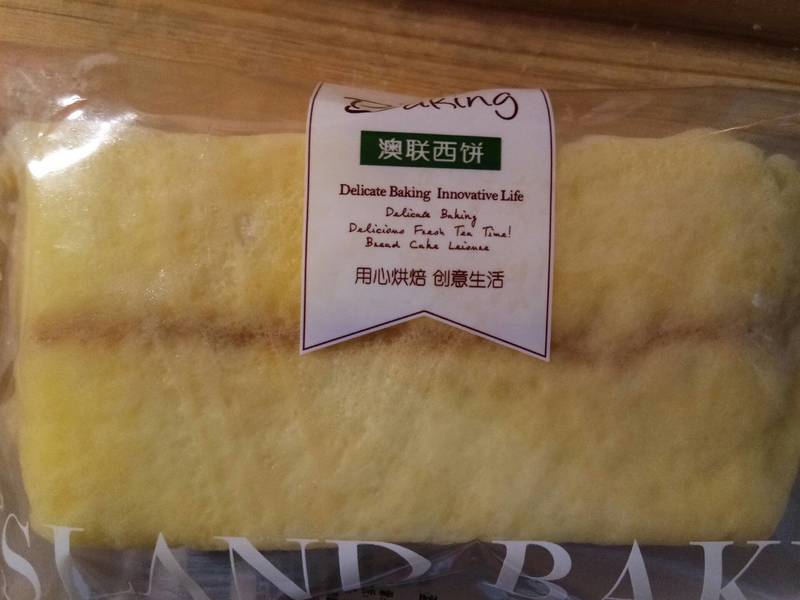 Baking
澳联西饼
Delicate Baking Innovative Life
Delicate Baking
Delicious Fresh Tea Time!
Bread Cake Leisure
用心烘焙 创意生活
SLAND BAK